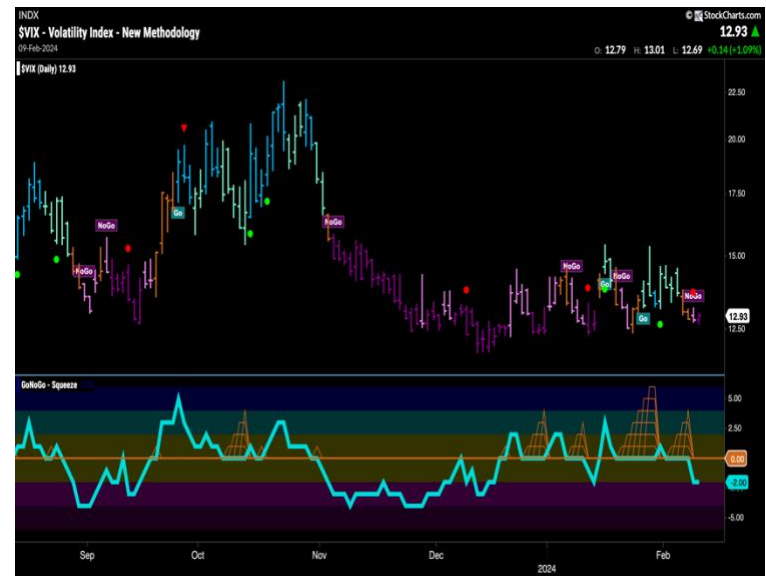 INDX
© StockCharts.com
$VIX - Volatility Index - New Methodology
12.93
09-Feb-2024
O: 12.79 H: 13.01 L: 12.69 +0.14 (+1.09%)
$VIX (Daily) 12.93
22.50
20.00
Go
17.50
NoGo
NoGo
NoGo
NoGo
15.00
NoGo
Go
NoGo
12.93
Go
12.50
GoNoGo - Squeeze
5.00
2.50
0.00
-2.00
-5.00
Sep
Oct
Nov
Dec
2024
Feb